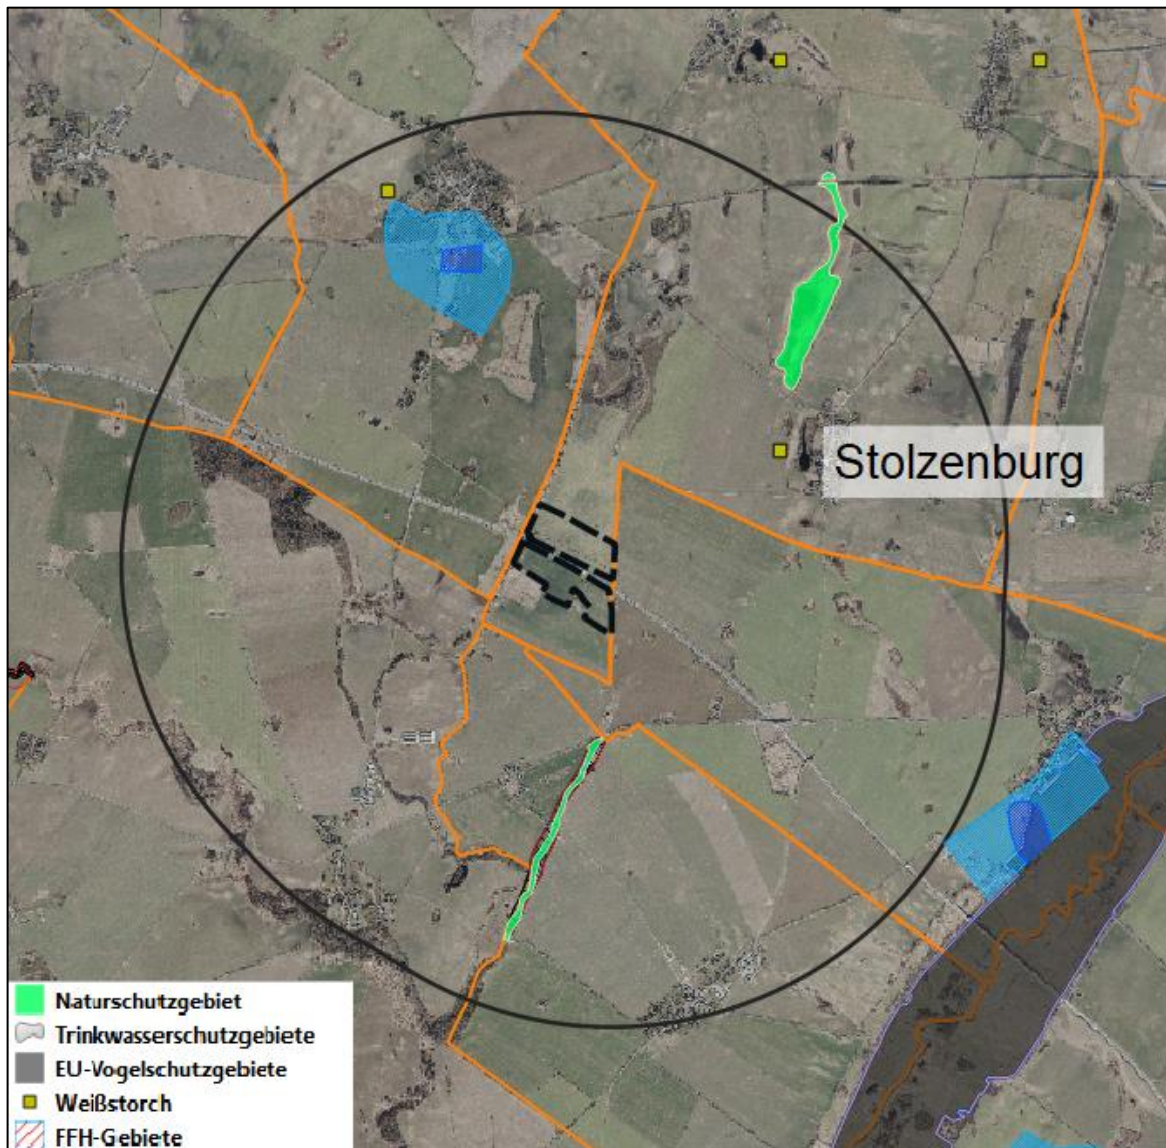 Stolzenburg
Naturschutzgebiet
Trinkwasserschutzgebiete
EU-Vogelschutzgebiete
Weißstorch
FFH-Gebiete